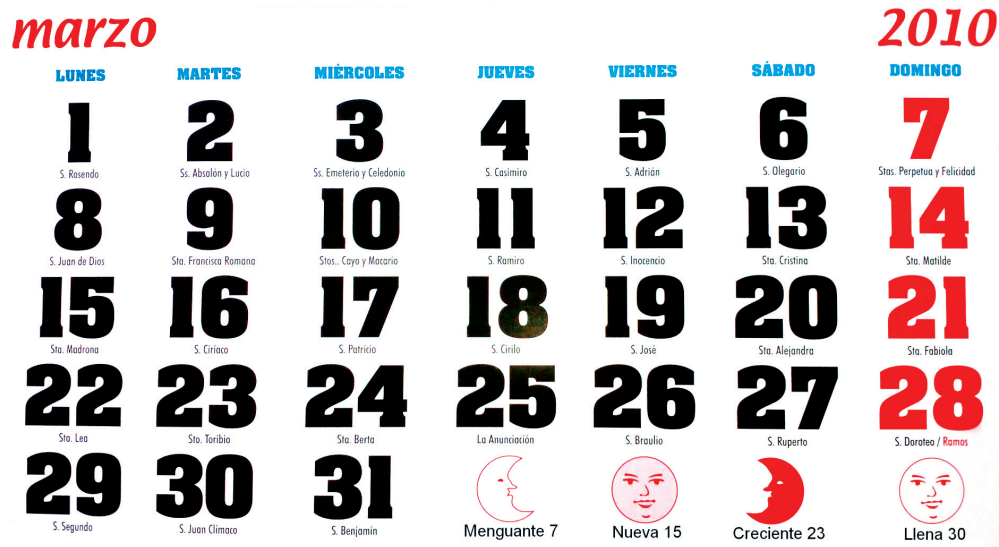 marzo 2010
LUNES MARTES MIÉRCOLES JUEVES VIERNES SÁBADO DOMINGO
1 2 3 4 5 6 7
S. Rosendo Ss. Absalón y Lucio Ss. Emeterio y Celedonio S. Casimiro S. Adrián S. Olegario Stas. Perpetua y Felicidad
8 9 10 11 12 13 14
S. Juan de Dios Sta. Francisca Romana Stos.. Cayo y Macario S. Ramiro S. Inocencio Sta. Cristina Sta. Matilde
15 16 17 18 19 20 21
Sta. Madrona S. Ciríaco S. Patricio S. Cirilo S. José Sta. Alejandra Sta. Fabiola
22 23 24 25 26 27 28
Sta. Lea Sto. Toribio Sta. Berta La Anunciación S. Braulio S. Ruperto S. Doroteo / Ramos
29 30 31
S. Segundo S. Juan Clímaco S. Benjamín Menguante 7 Nueva 15 Creciente 23 Llena 30